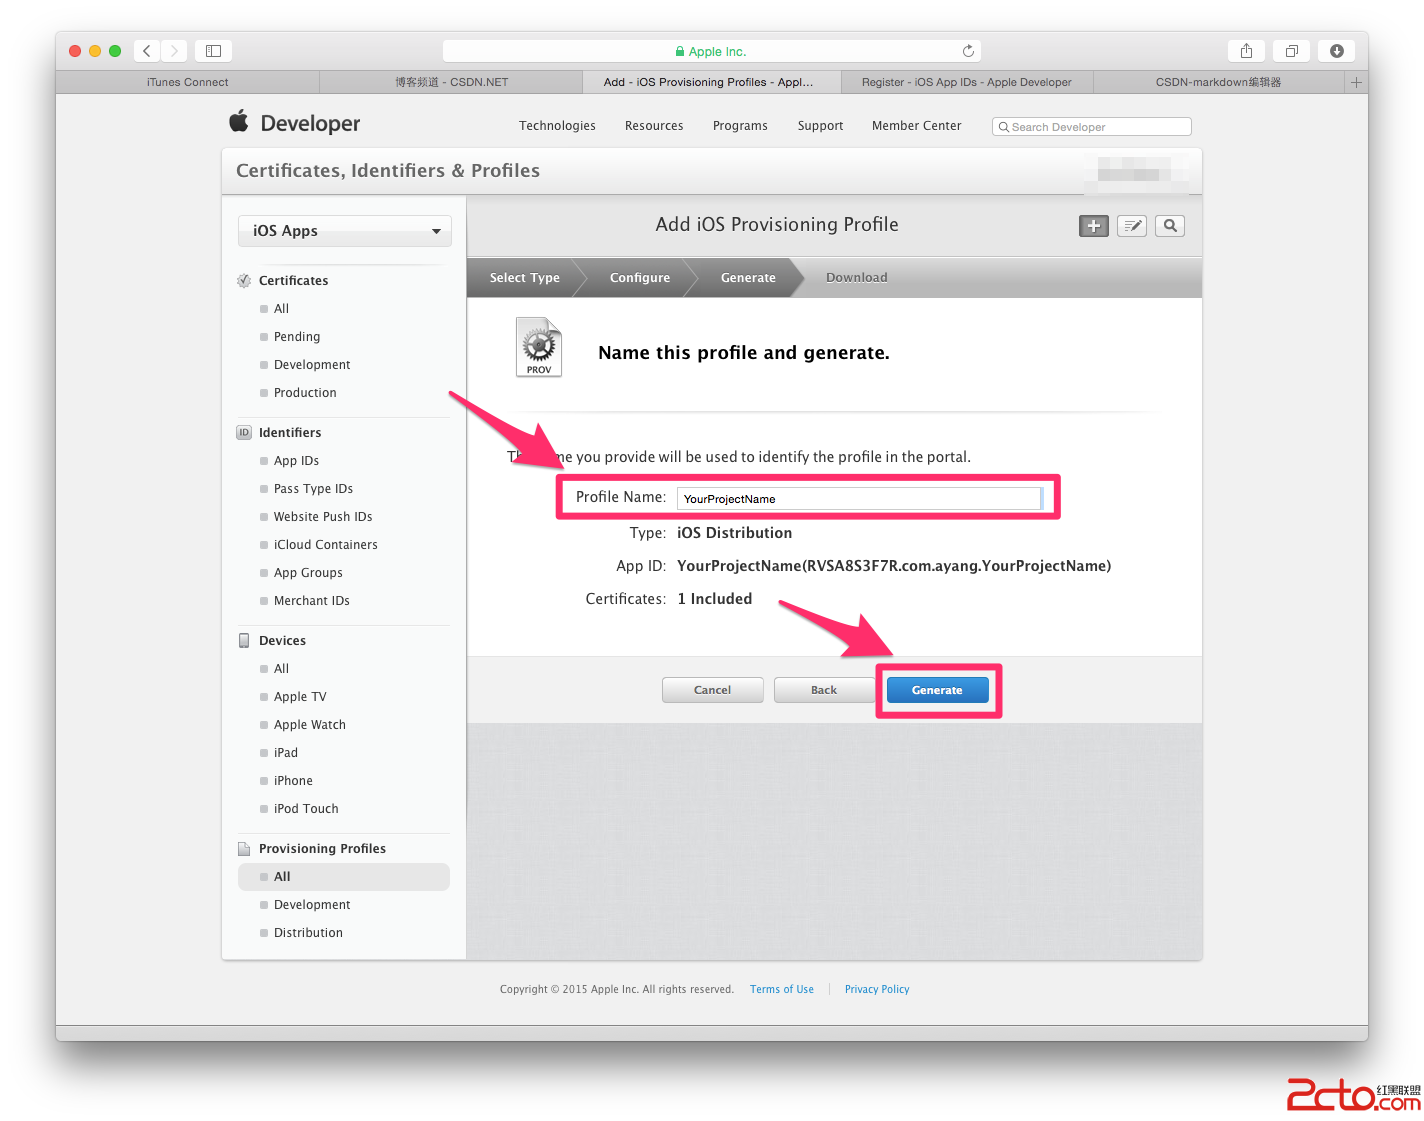 Apple Inc.
iTunes Connect
博客频道 - CSDN.NET
Add - iOS Provisioning Profiles - Appl...
Register - iOS App IDs - Apple Developer
CSDN-markdown编辑器
Developer
Technologies
Resources
Programs
Support
Member Center
Search Developer
Certificates, Identifiers & Profiles
iOS Apps
Certificates
All
Pending
Development
Production
ID Identifiers
App IDs
Pass Type IDs
Website Push IDs
iCloud Containers
App Groups
Merchant IDs
Devices
All
Apple TV
Apple Watch
iPad
iPhone
iPod Touch
Provisioning Profiles
All
Development
Distribution
Add iOS Provisioning Profile
Select Type
Configure
Generate
Download
PROV
Name this profile and generate.
you provide will be used to identify the profile in the portal.
Profile Name: YourProjectName
Type: iOS Distribution
App ID: YourProjectName(RVSA8S3F7R.com.ayang.YourProjectName)
Certificates: 1 Included
Cancel
Back
Generate
Copyright © 2015 Apple Inc. All rights reserved.
Terms of Use
Privacy Policy
2cto.com
红黑联盟